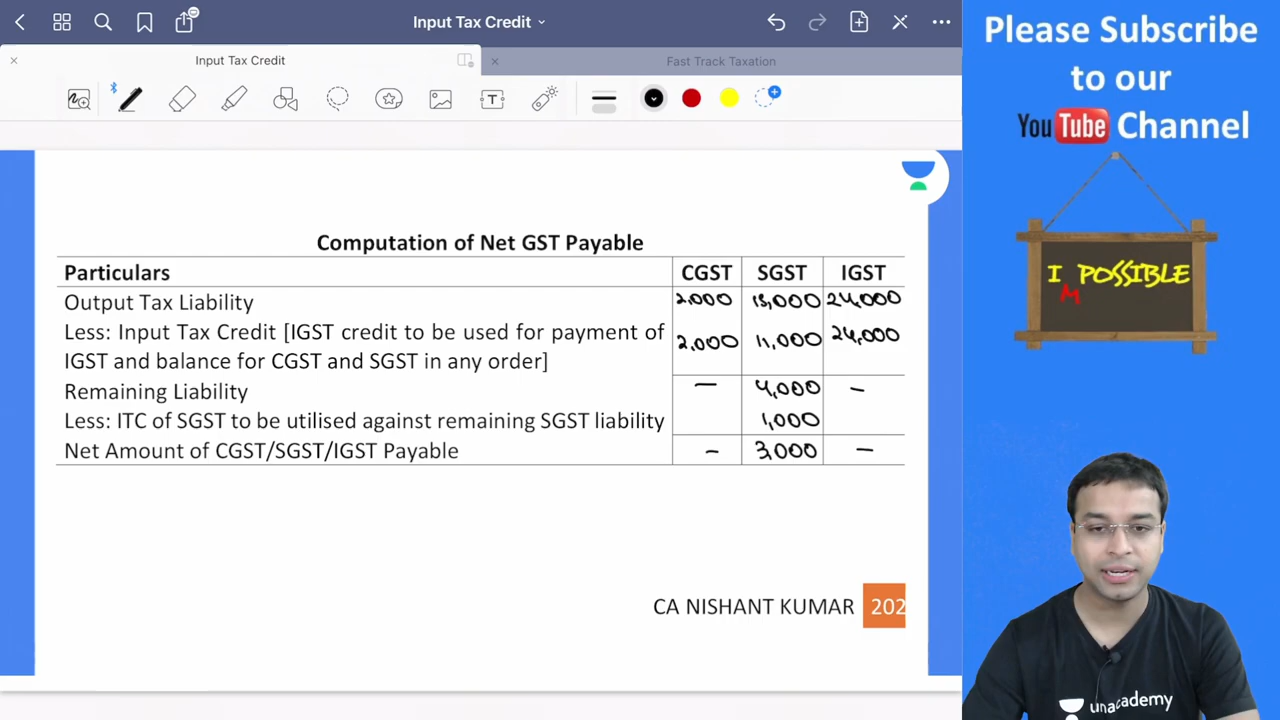 Input Tax Credit
Please Subscribe
to our
YouTube Channel
Input Tax Credit
Fast Track Taxation
T
I POSSIBLE
M
Computation of Net GST Payable
Particulars CGST SGST IGST
Output Tax Liability 2,000 15,000 24,000
Less: Input Tax Credit [IGST credit to be used for payment of
IGST and balance for CGST and SGST in any order] 2,000 11,000 24,000
Remaining Liability — 4,000 —
Less: ITC of SGST to be utilised against remaining SGST liability 1,000
Net Amount of CGST/SGST/IGST Payable — 3,000 —
CA NISHANT KUMAR 202
unacademy